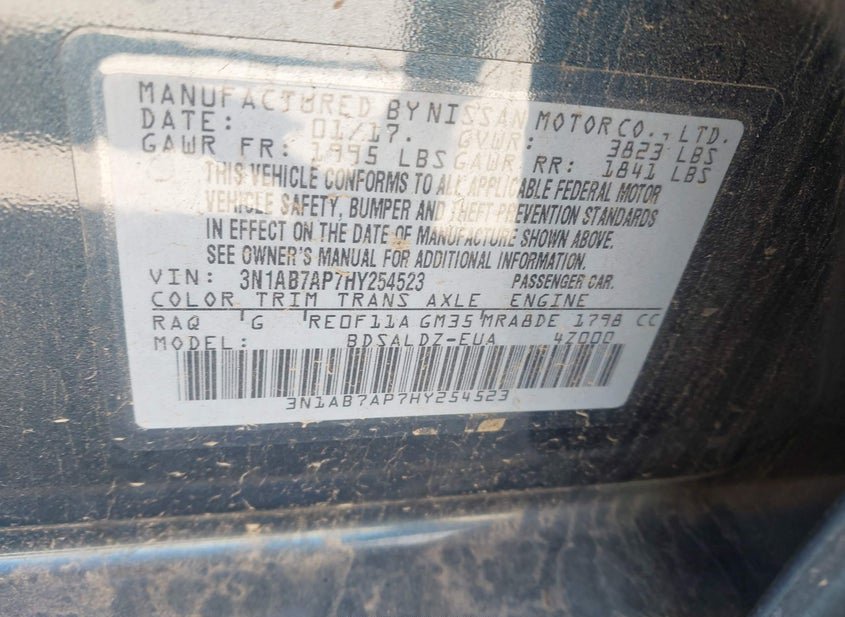 MANUFACTURED BY NISSAN MOTOR CO., LTD.
DATE: 01/17. GVWR: 3823 LBS
GAWR FR: 1995 LBS GAWR RR: 1841 LBS
THIS VEHICLE CONFORMS TO ALL APPLICABLE FEDERAL MOTOR
VEHICLE SAFETY, BUMPER AND THEFT PREVENTION STANDARDS
IN EFFECT ON THE DATE OF MANUFACTURE SHOWN ABOVE.
SEE OWNER'S MANUAL FOR ADDITIONAL INFORMATION.
VIN: 3N1AB7AP7HY254523 PASSENGER CAR.
COLOR TRIM TRANS AXLE ENGINE
RAQ G RE0F11A GM35 MRA8DE 1798 CC
MODEL: BDSALDZ-EUA 4Z000
3N1AB7AP7HY254523